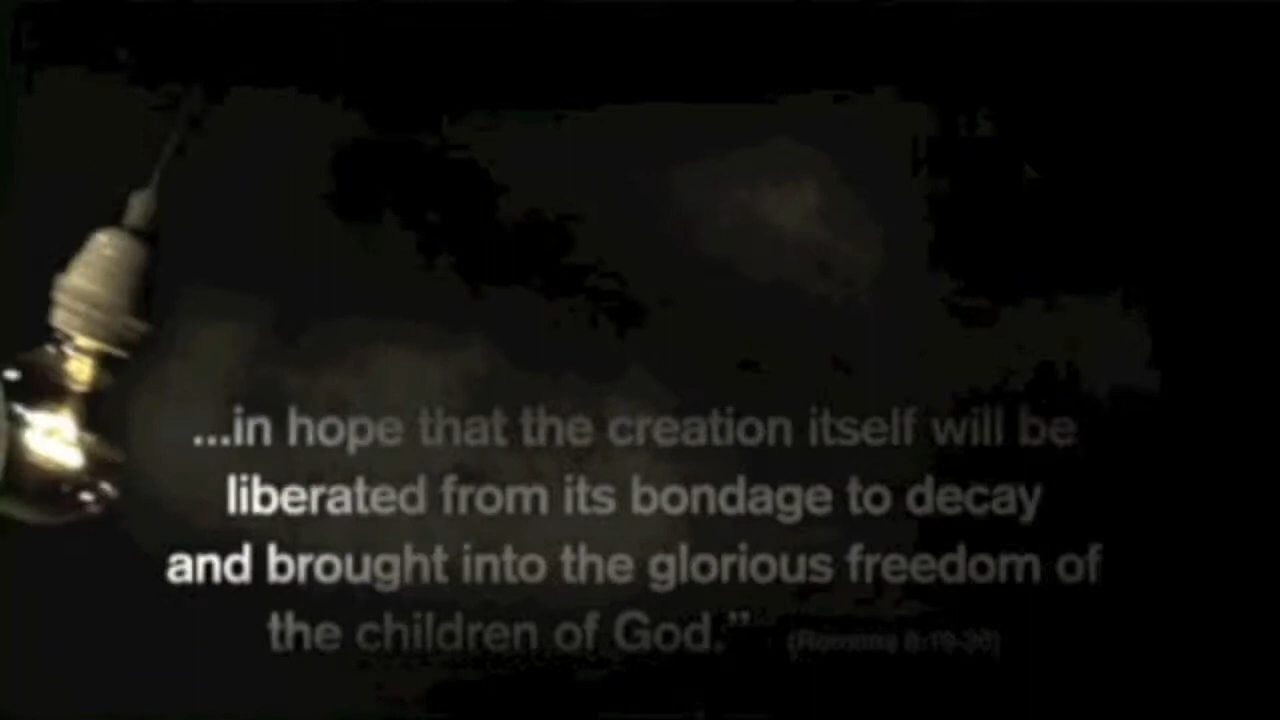 ...in hope that the creation itself will be
liberated from its bondage to decay
and brought into the glorious freedom of
the children of God.”